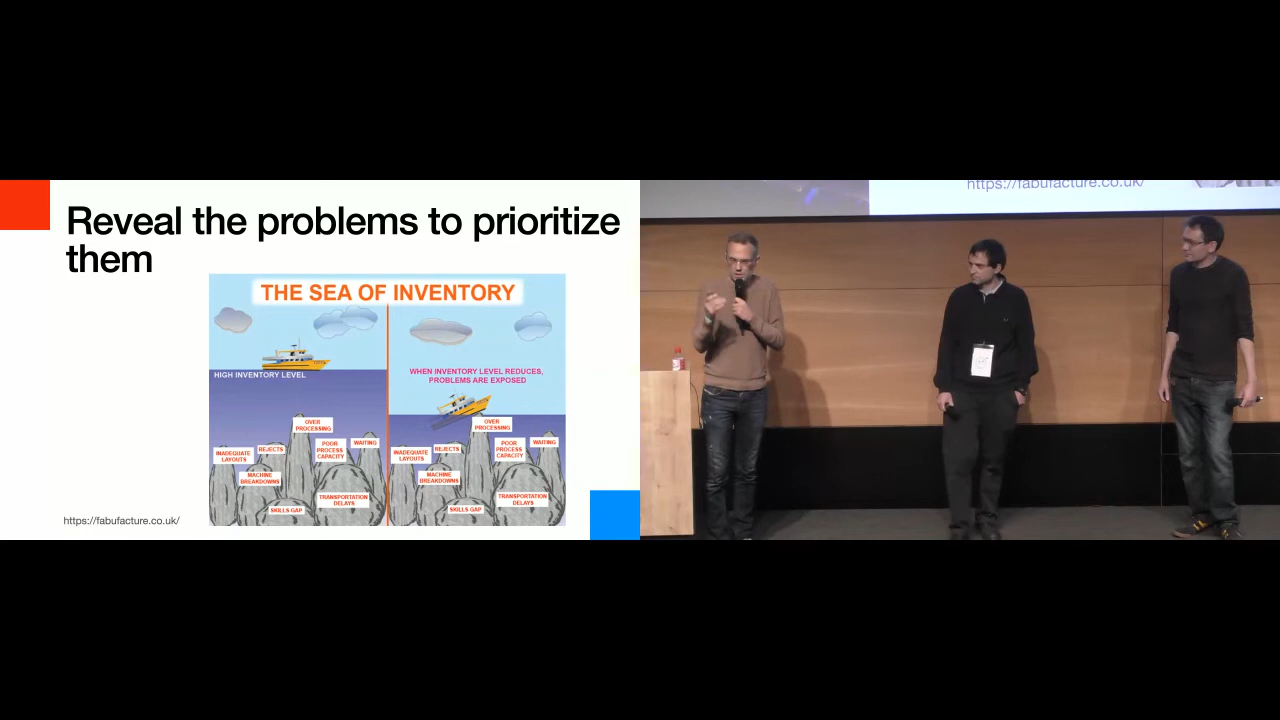 Reveal the problems to prioritize
them
THE SEA OF INVENTORY
HIGH INVENTORY LEVEL
WHEN INVENTORY LEVEL REDUCES,
PROBLEMS ARE EXPOSED
OVER
PROCESSING
INADEQUATE
LAYOUTS
REJECTS
POOR
PROCESS
CAPACITY
WAITING
MACHINE
BREAKDOWNS
TRANSPORTATION
DELAYS
SKILLS GAP
OVER
PROCESSING
INADEQUATE
LAYOUTS
REJECTS
POOR
PROCESS
CAPACITY
WAITING
MACHINE
BREAKDOWNS
TRANSPORTATION
DELAYS
SKILLS GAP
https://fabufacture.co.uk/
https://fabufacture.co.uk/